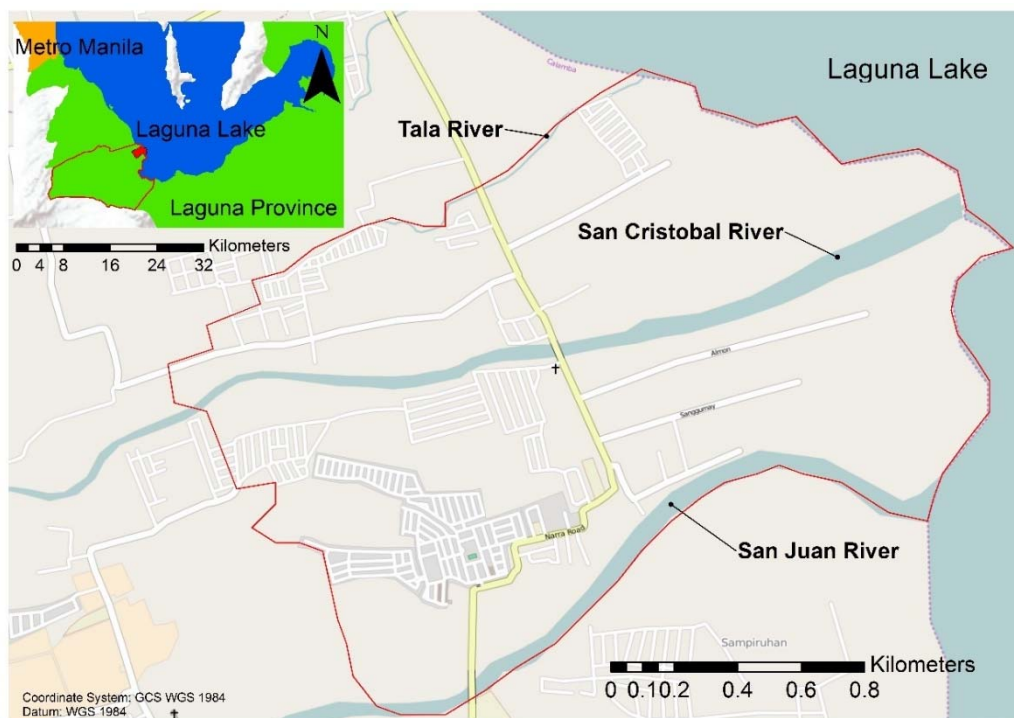 Metro Manila
N
Laguna Lake
Laguna Province
Kilometers
0 4 8 16 24 32
Calamba
Laguna Lake
Tala River
San Cristobal River
Almon
Sanggumay
Narra Road
San Juan River
Sampiruhan
Kilometers
0 0.10.2 0.4 0.6 0.8
Coordinate System: GCS WGS 1984
Datum: WGS 1984